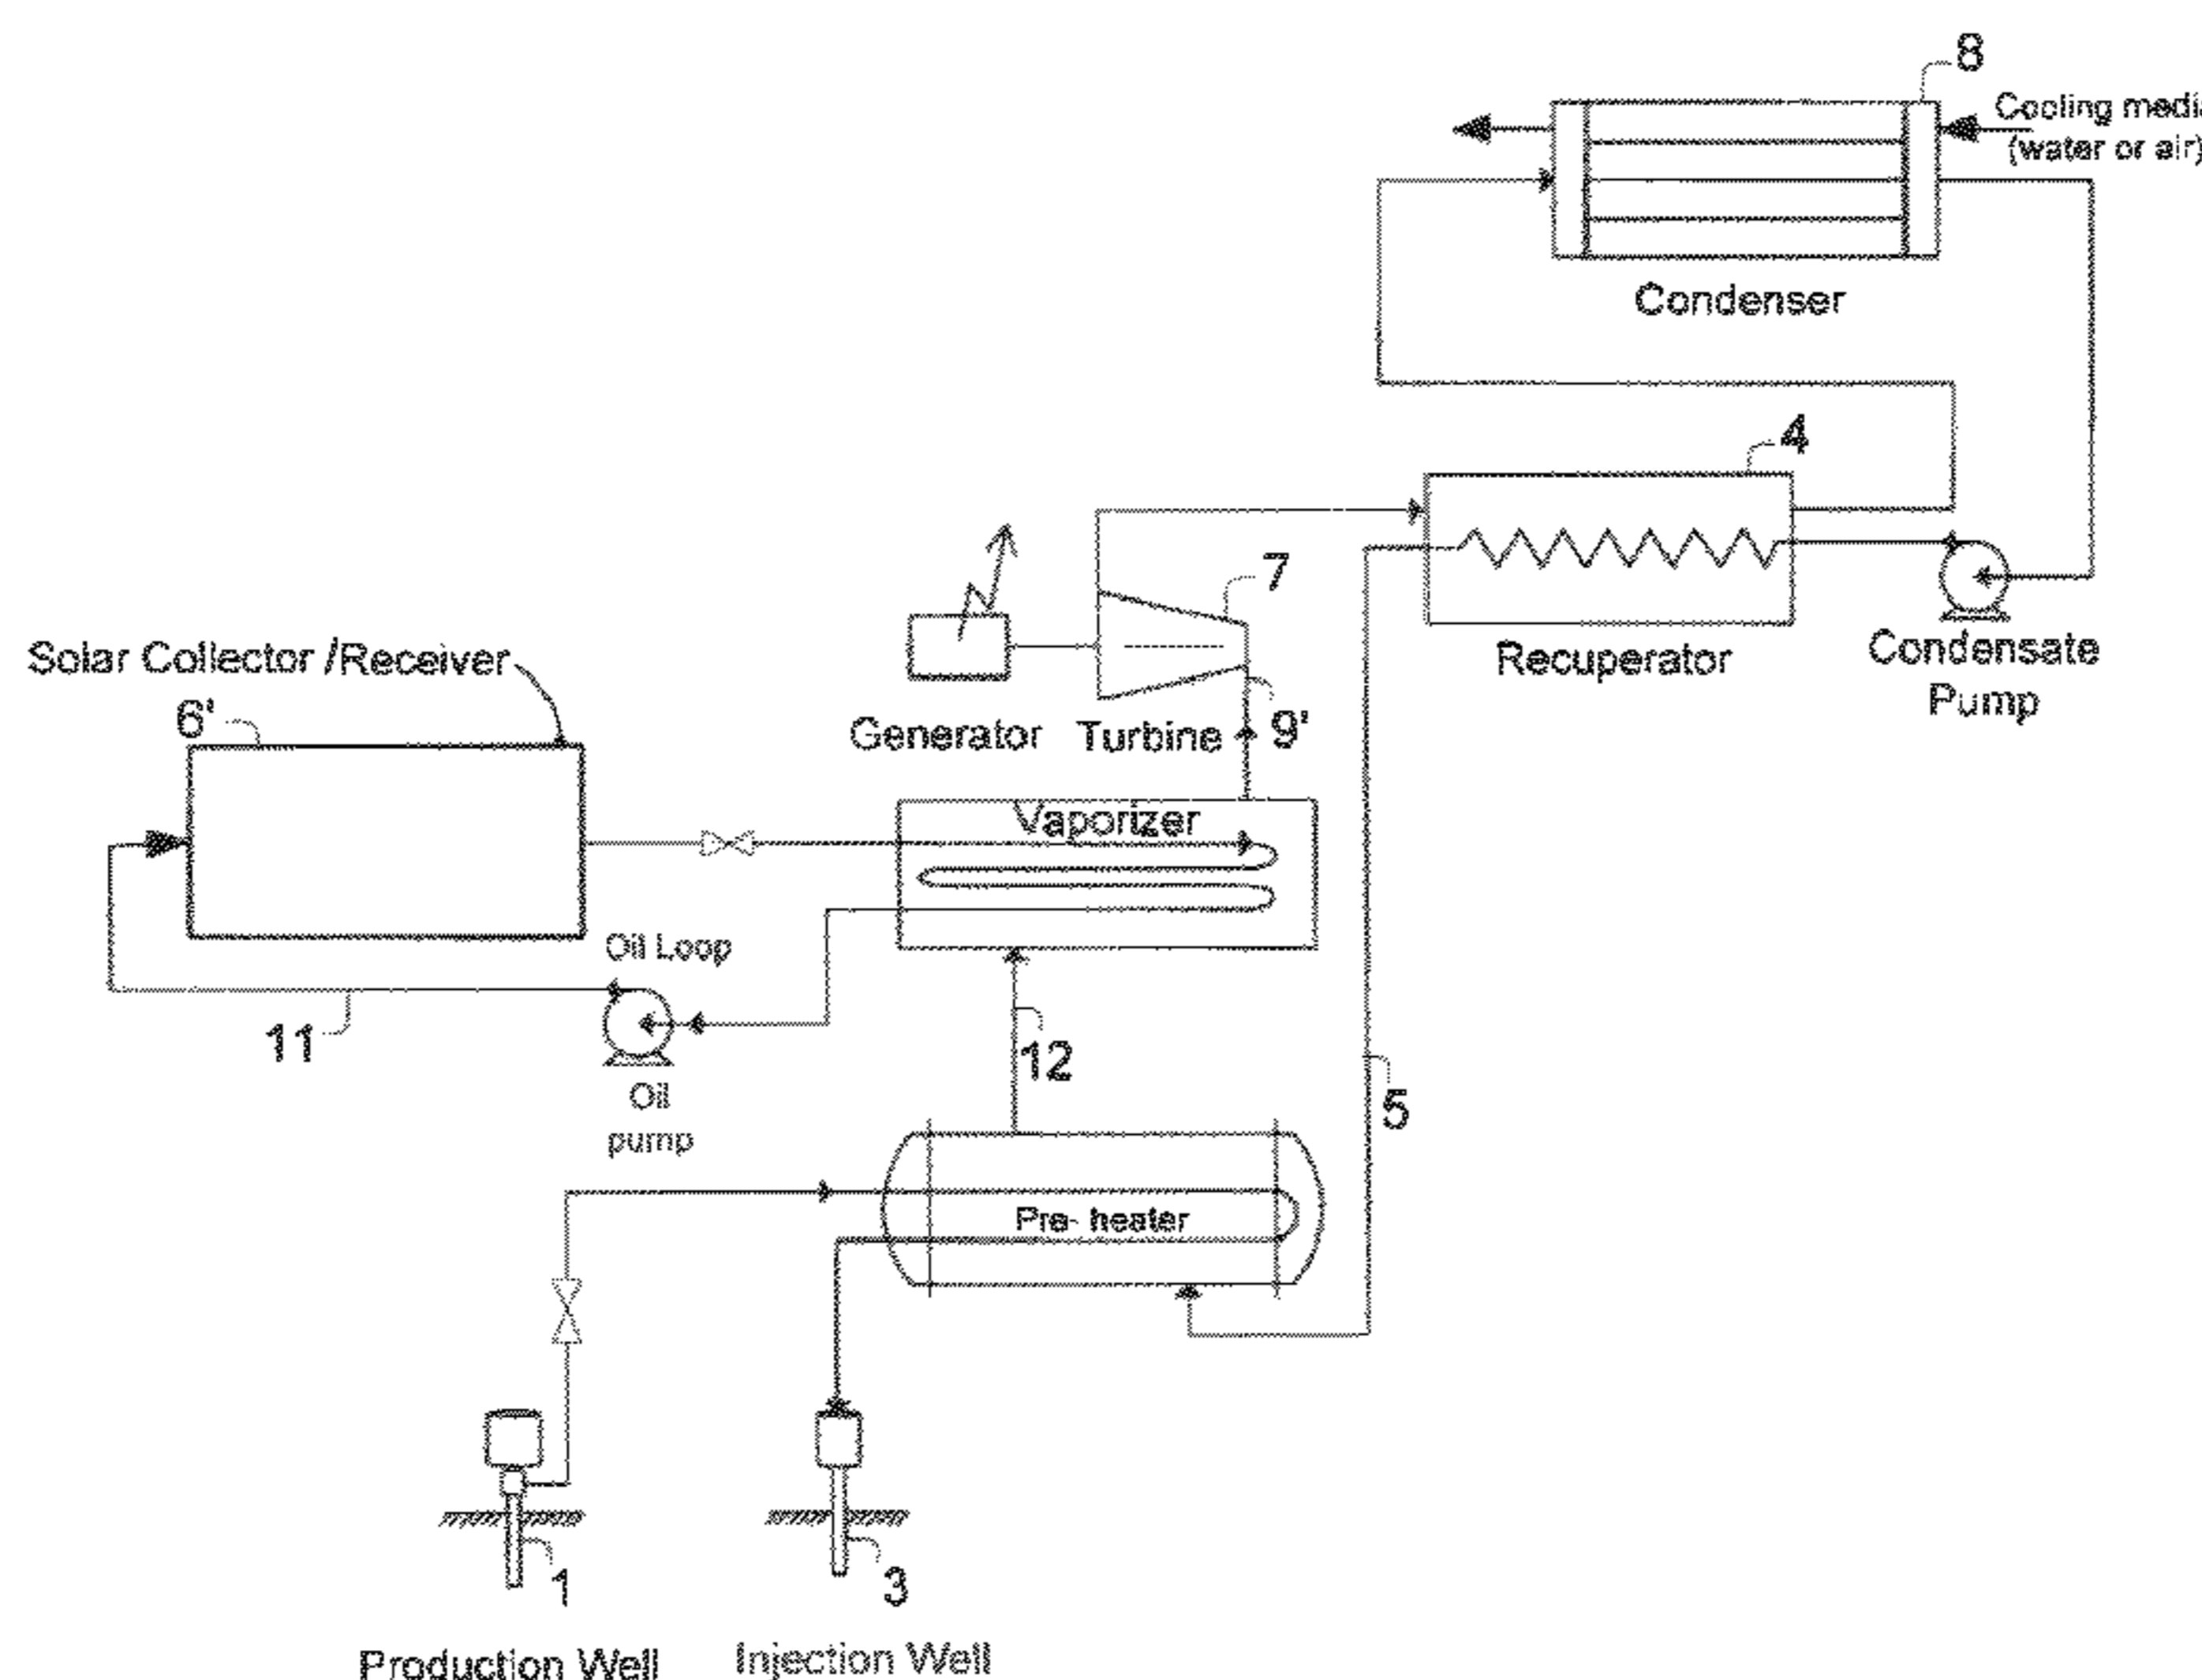 8
Cooling media
(water or air)
Condenser
4
7
Recuperator
Condensate
Pump
Solar Collector /Receiver
6'
Generator
Turbine
9'
Vaporizer
Oil Loop
11
12
Oil
pump
5
Pre- heater
1
3
Production Well
Injection Well